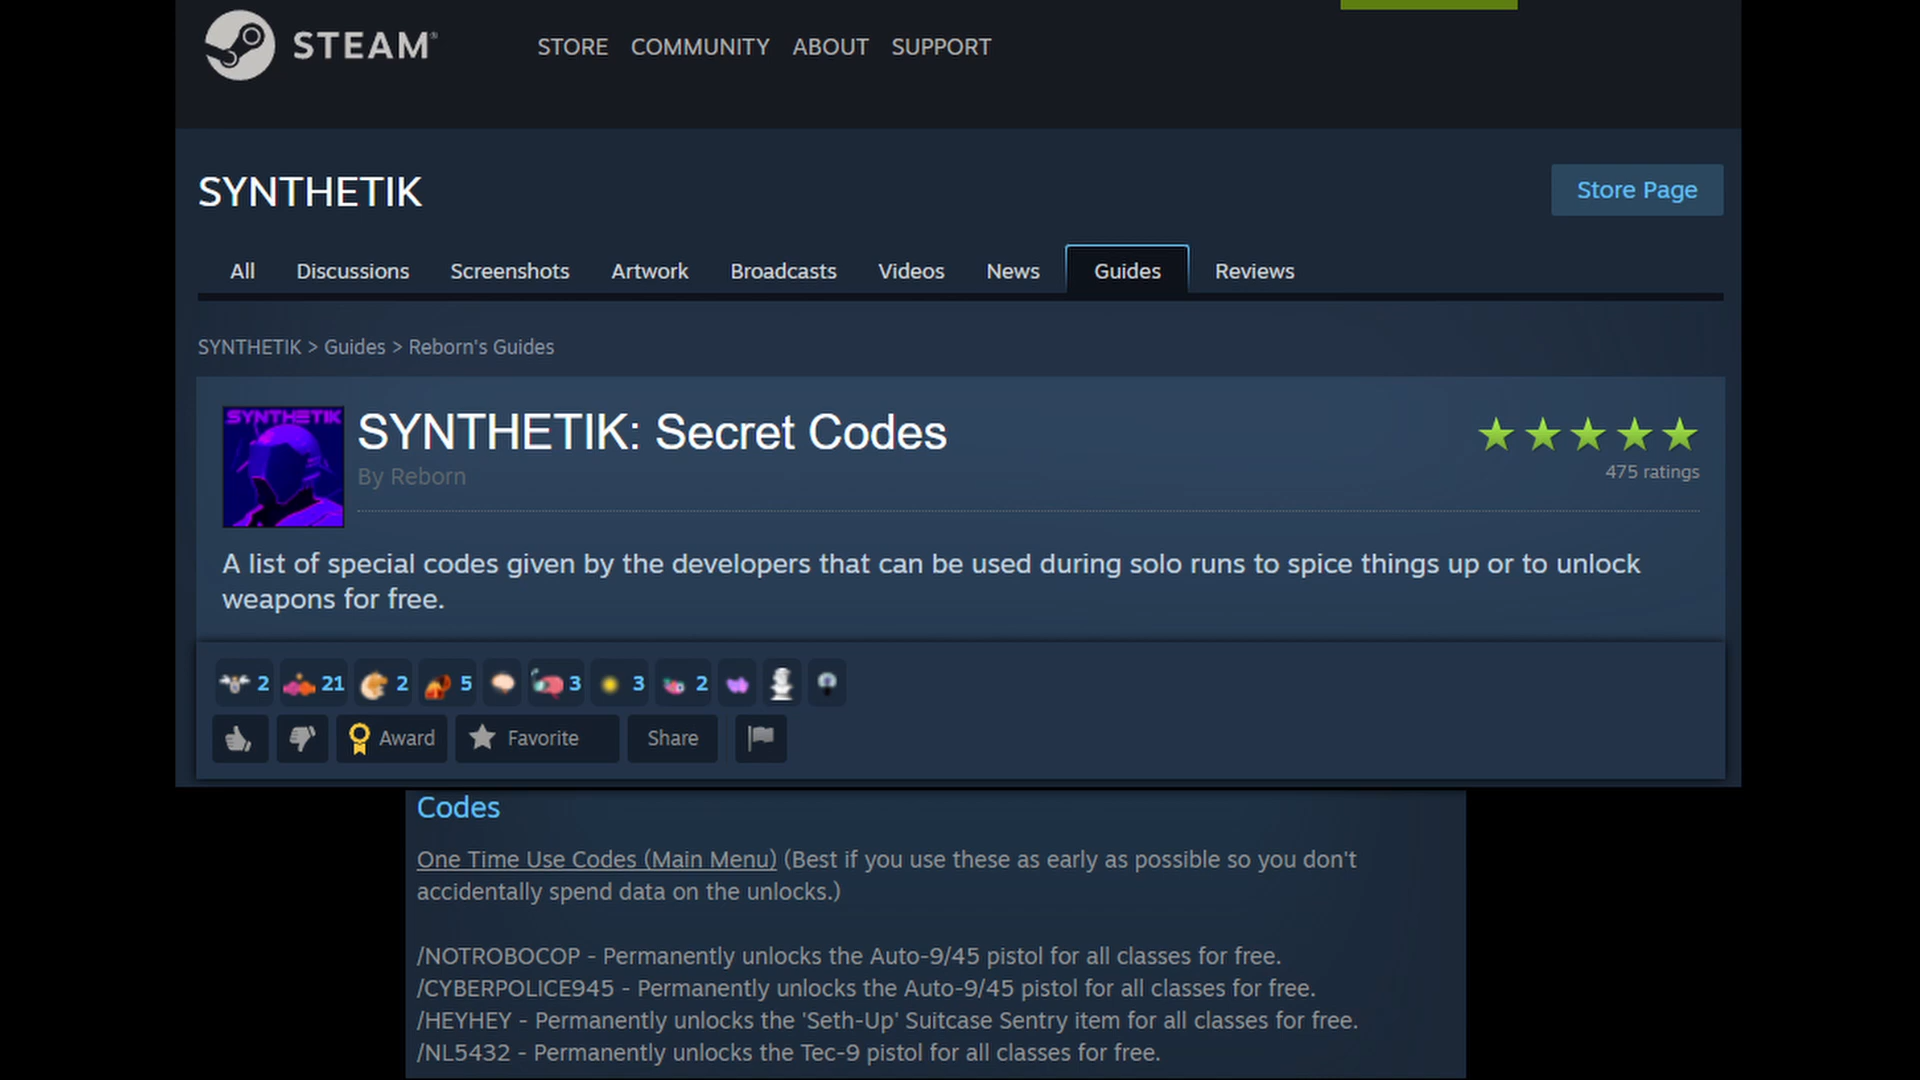 STEAM®
STORE COMMUNITY ABOUT SUPPORT
SYNTHETIK
Store Page
All Discussions Screenshots Artwork Broadcasts Videos News Guides Reviews
SYNTHETIK > Guides > Reborn's Guides
SYNTHETIK
SYNTHETIK: Secret Codes
By Reborn
475 ratings
A list of special codes given by the developers that can be used during solo runs to spice things up or to unlock
weapons for free.
2 21 2 5 3 3 2
Award Favorite Share
Codes
One Time Use Codes (Main Menu) (Best if you use these as early as possible so you don't
accidentally spend data on the unlocks.)
/NOTROBOCOP - Permanently unlocks the Auto-9/45 pistol for all classes for free.
/CYBERPOLICE945 - Permanently unlocks the Auto-9/45 pistol for all classes for free.
/HEYHEY - Permanently unlocks the 'Seth-Up' Suitcase Sentry item for all classes for free.
/NL5432 - Permanently unlocks the Tec-9 pistol for all classes for free.